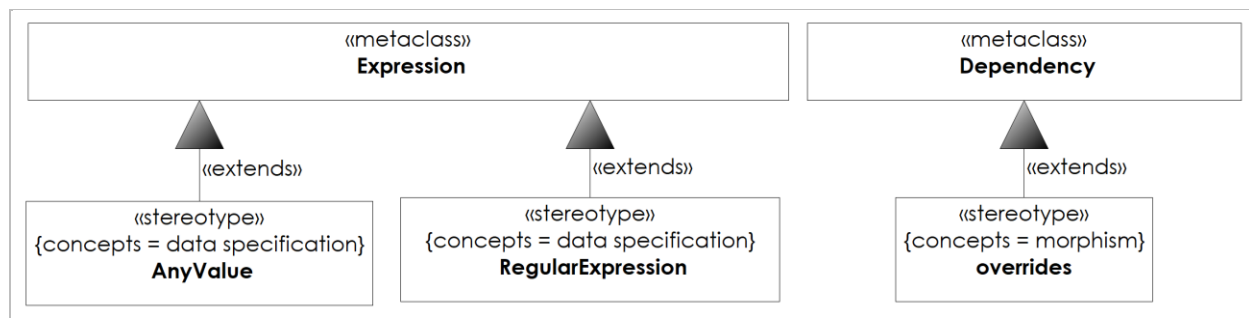 «metaclass»
Expression
«metaclass»
Dependency
«extends»
«extends»
«extends»
«stereotype»
{concepts = data specification}
AnyValue
«stereotype»
{concepts = data specification}
RegularExpression
«stereotype»
{concepts = morphism}
overrides